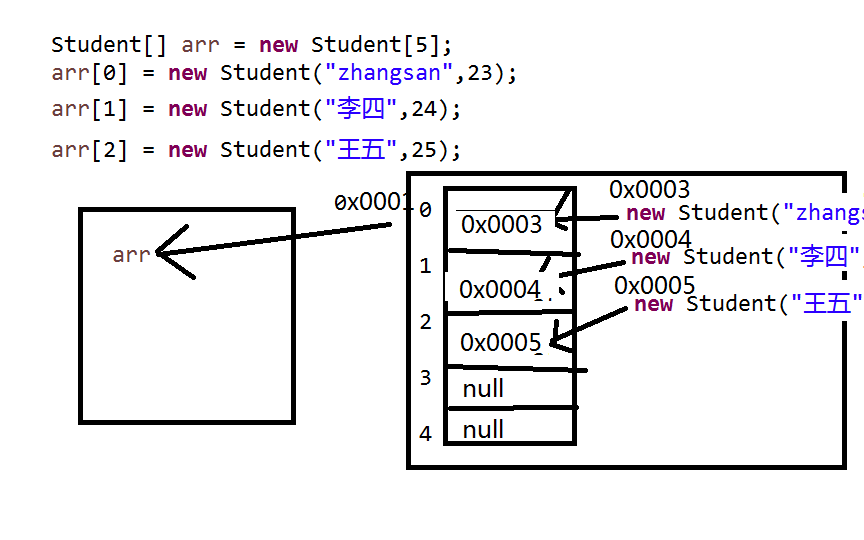 Student[] arr = new Student[5];
arr[0] = new Student("zhangsan",23);
arr[1] = new Student("李四",24);
arr[2] = new Student("王五",25);
0x0001
arr
0
0x0003
0x0003
new Student("zhangs
1
0x0004
0x0004
new Student("李四"
2
0x0005
0x0005
new Student("王五"
3
null
4
null